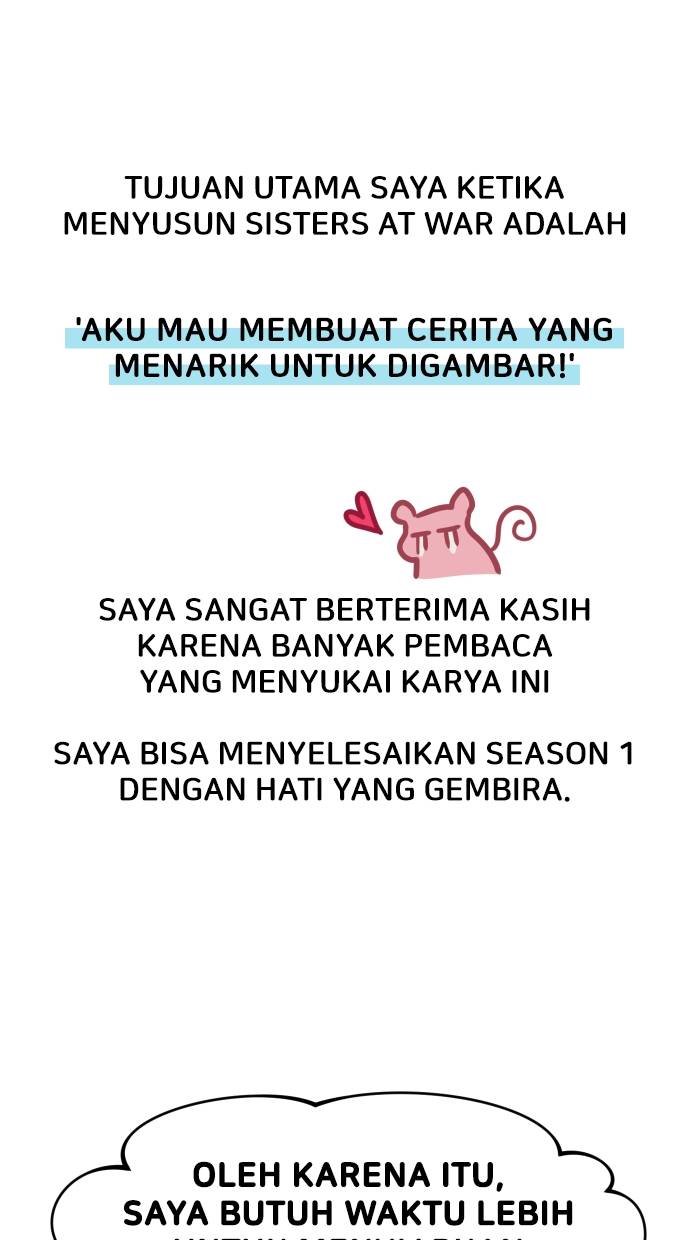 TUJUAN UTAMA SAYA KETIKA
MENYUSUN SISTERS AT WAR ADALAH
'AKU MAU MEMBUAT CERITA YANG
MENARIK UNTUK DIGAMBAR!'
SAYA SANGAT BERTERIMA KASIH
KARENA BANYAK PEMBACA
YANG MENYUKAI KARYA INI
SAYA BISA MENYELESAIKAN SEASON 1
DENGAN HATI YANG GEMBIRA.
OLEH KARENA ITU,
SAYA BUTUH WAKTU LEBIH